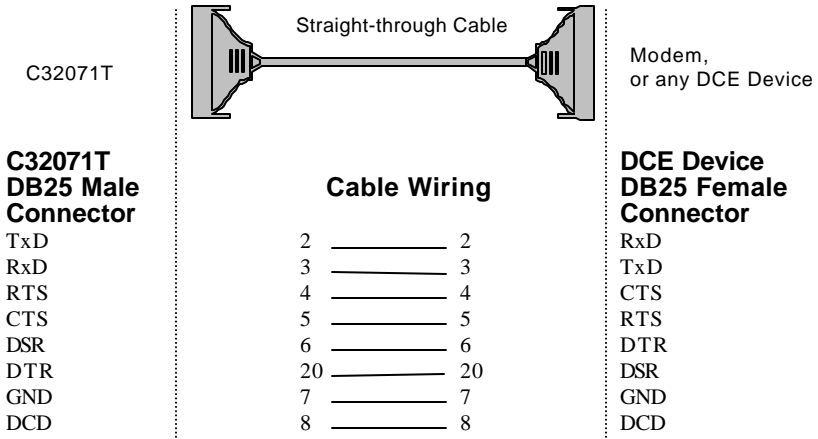 Straight-through Cable
C32071T
Modem,
or any DCE Device
C32071T
DB25 Male
Connector
Cable Wiring
DCE Device
DB25 Female
Connector
TxD 2 2 RxD
RxD 3 3 TxD
RTS 4 4 CTS
CTS 5 5 RTS
DSR 6 6 DTR
DTR 20 20 DSR
GND 7 7 GND
DCD 8 8 DCD